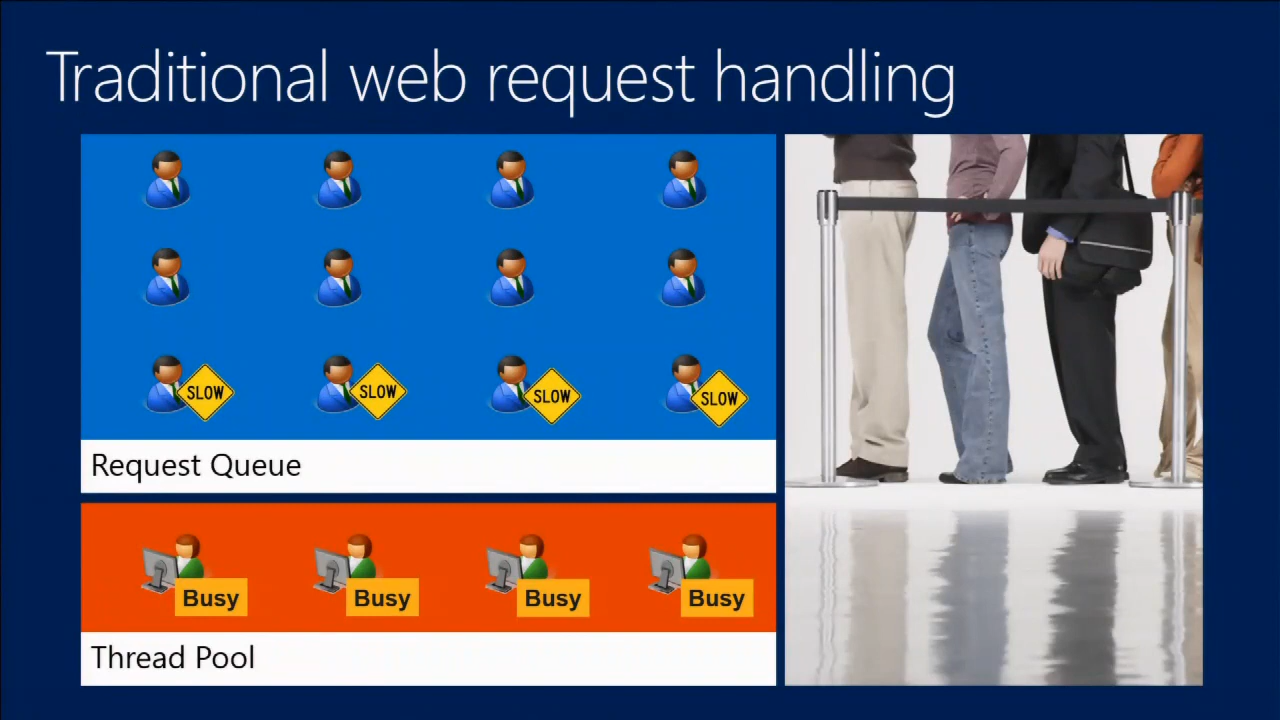 Traditional web request handling
SLOW SLOW SLOW SLOW
Request Queue
Busy Busy Busy Busy
Thread Pool